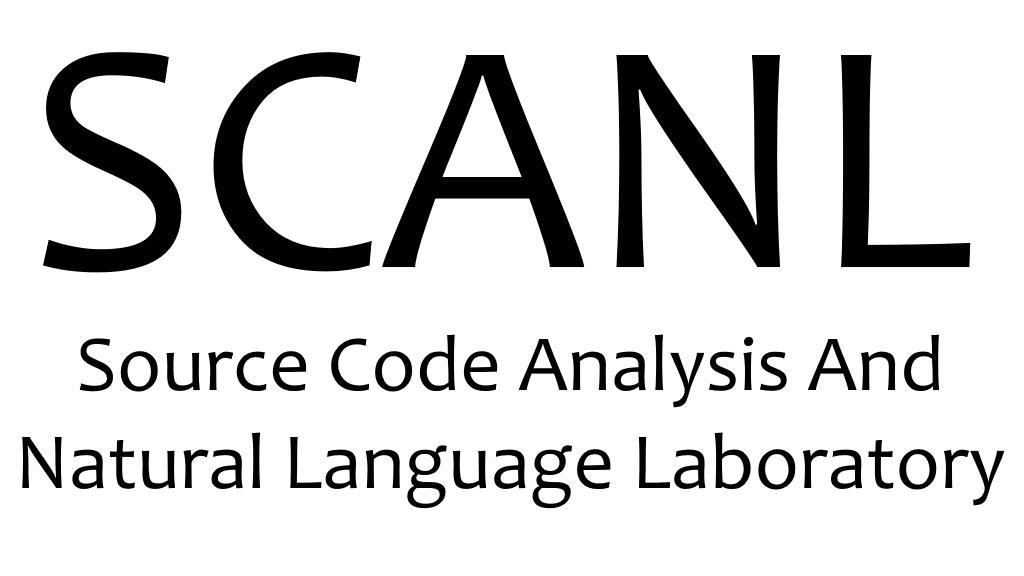 SCANL
Source Code Analysis And
Natural Language Laboratory